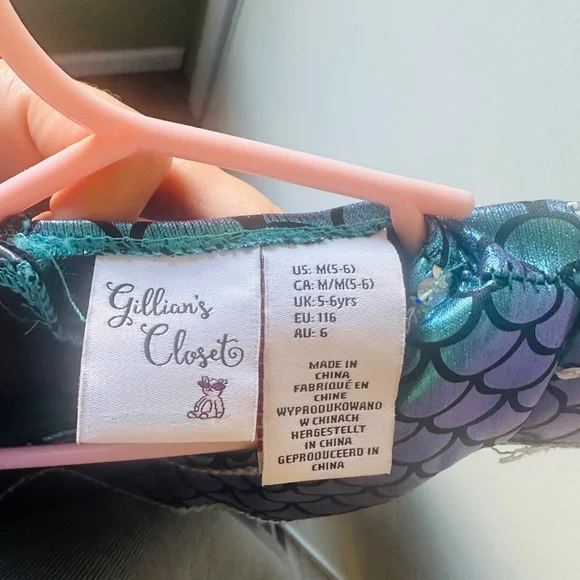 Gillian's
Closet
US: M(5-6)
CA: M/M(5-6)
UK: 5-6yrs
EU: 116
AU: 6
MADE IN
CHINA
FABRIQUÉ EN
CHINE
WYPRODUKOWANO
W CHINACH
HERGESTELLT
IN CHINA
GEPRODUCEERD IN
CHINA